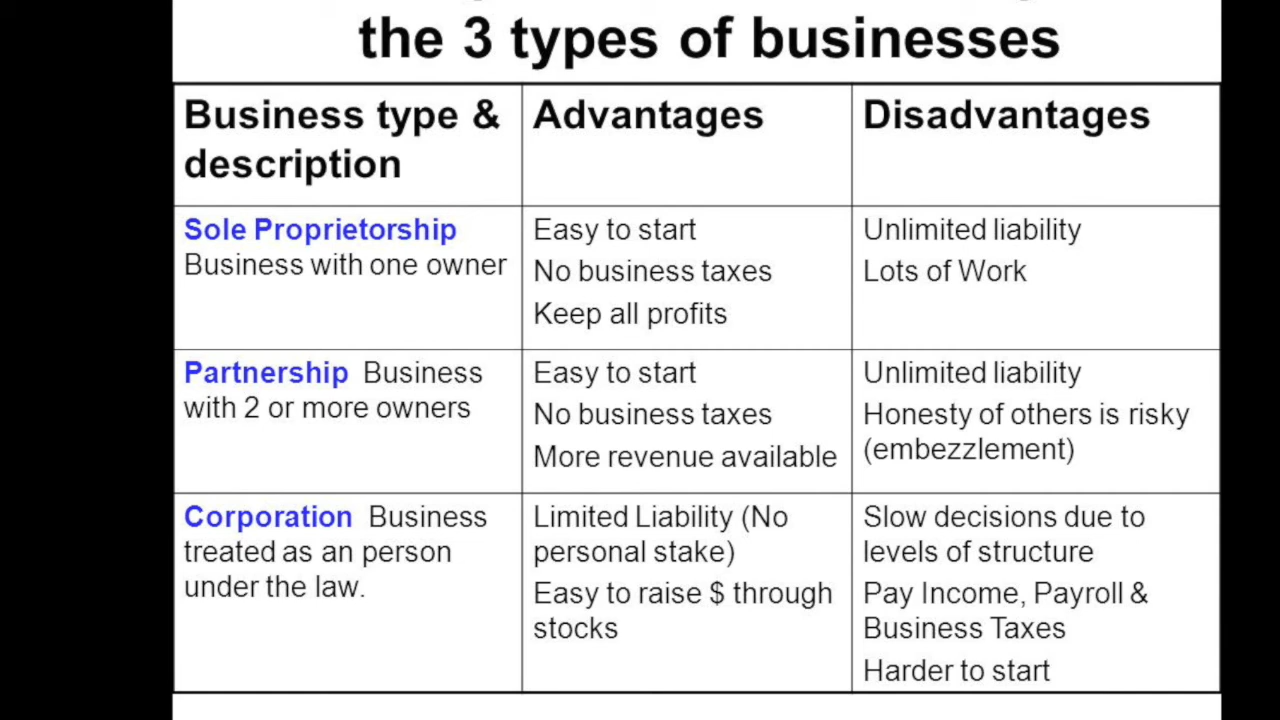 the 3 types of businesses
Business type &
description
Advantages
Disadvantages
Sole Proprietorship
Business with one owner
Easy to start
No business taxes
Keep all profits
Unlimited liability
Lots of Work
Partnership Business
with 2 or more owners
Easy to start
No business taxes
More revenue available
Unlimited liability
Honesty of others is risky
(embezzlement)
Corporation Business
treated as an person
under the law.
Limited Liability (No
personal stake)
Easy to raise $ through
stocks
Slow decisions due to
levels of structure
Pay Income, Payroll &
Business Taxes
Harder to start